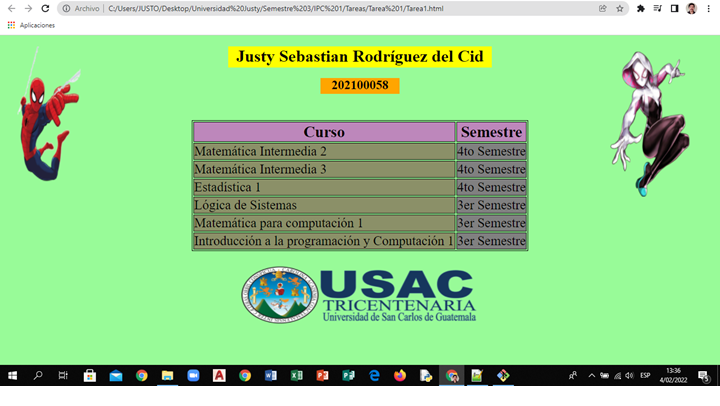 Archivo | C:/Users/JUSTO/Desktop/Universidad%20Justy/Semestre%203/IPC%201/Tareas/Tarea%201/Tarea1.html
Aplicaciones
Justy Sebastian Rodríguez del Cid
202100058
Curso Semestre
Matemática Intermedia 2 4to Semestre
Matemática Intermedia 3 4to Semestre
Estadística 1 4to Semestre
Lógica de Sistemas 3er Semestre
Matemática para computación 1 3er Semestre
Introducción a la programación y Computación 1 3er Semestre
USAC
TRICENTENARIA
Universidad de San Carlos de Guatemala
ESP
13:36
4/02/2022
5